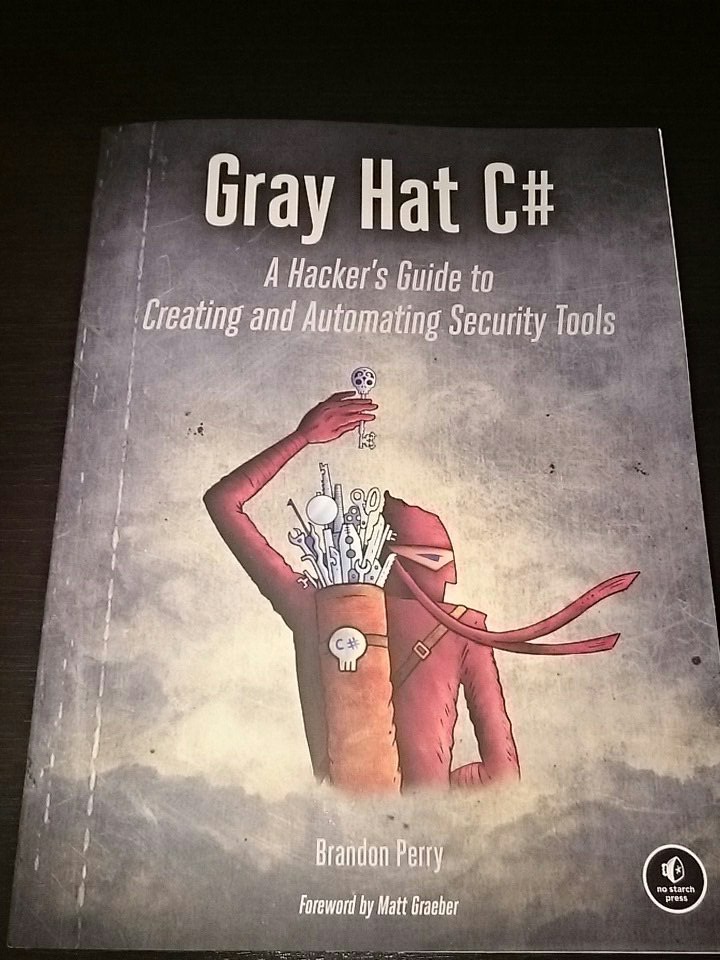 Gray Hat C#
A Hacker's Guide to
Creating and Automating Security Tools
C#
Brandon Perry
Foreword by Matt Graeber
no starch
press